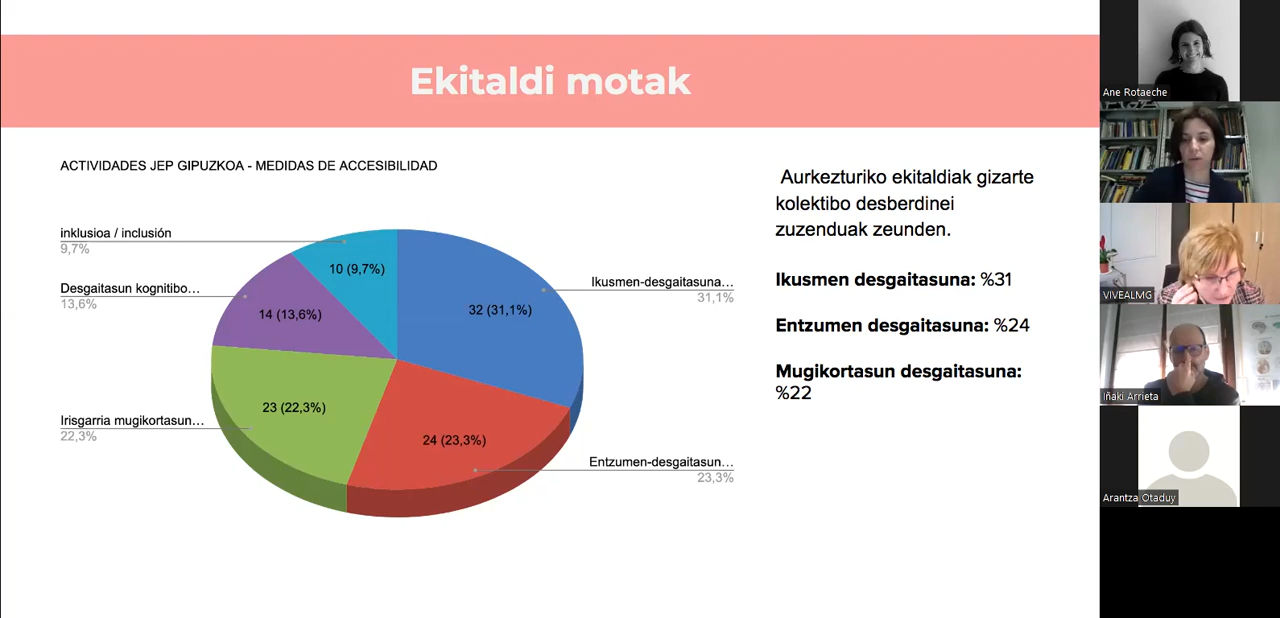 Ekitaldi motak
ACTIVIDADES JEP GIPUZKOA - MEDIDAS DE ACCESIBILIDAD
inklusioa / inclusión
9,7%
Desgaitasun kognitibo…
13,6%
Irisgarria mugikortasun…
22,3%
10 (9,7%)
14 (13,6%)
23 (22,3%)
32 (31,1%)
24 (23,3%)
Ikusmen-desgaitasuna…
31,1%
Entzumen-desgaitasun…
23,3%
Aurkezturiko ekitaldiak gizarte
kolektibo desberdinei
zuzenduak zeunden.
Ikusmen desgaitasuna: %31
Entzumen desgaitasuna: %24
Mugikortasun desgaitasuna:
%22
Ane Rotaeche
VIVEALMG
Iñaki Arrieta
Arantza Otaduy